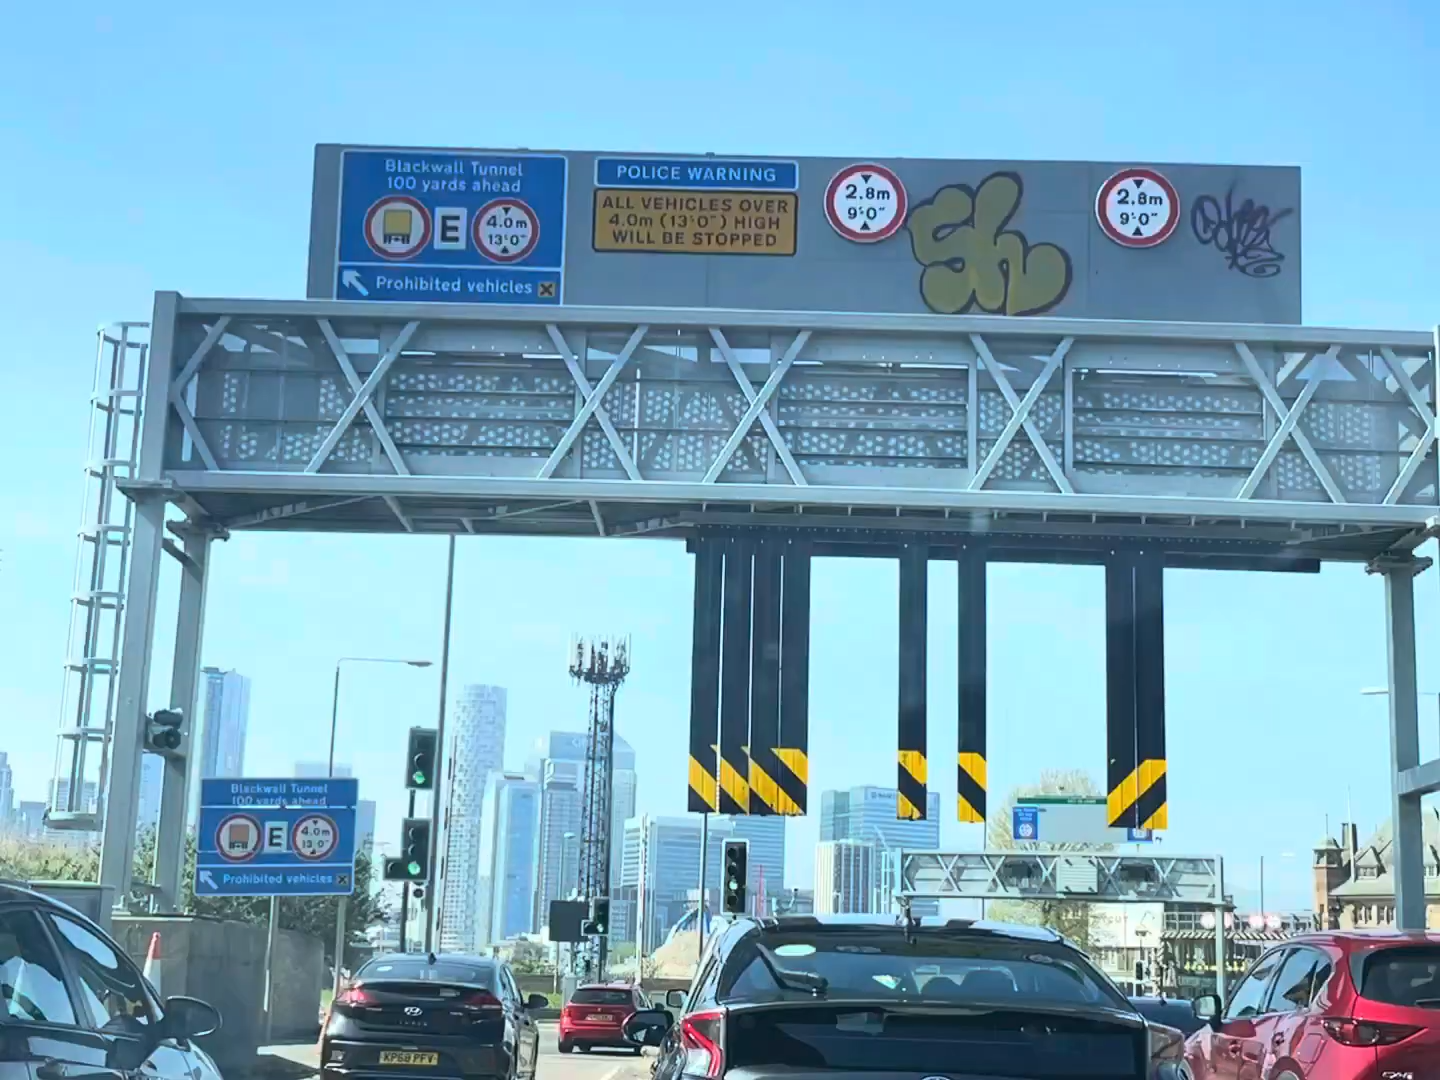 Blackwall Tunnel
100 yards ahead
E
4.0m
13'0"
Prohibited vehicles
POLICE WARNING
ALL VEHICLES OVER
4.0m (13'0") HIGH
WILL BE STOPPED
2.8m
9'0"
Sh
2.8m
9'0"
Blackwall Tunnel
100 yards ahead
E
4.0m
13'0"
Prohibited vehicles
KP68 PFV